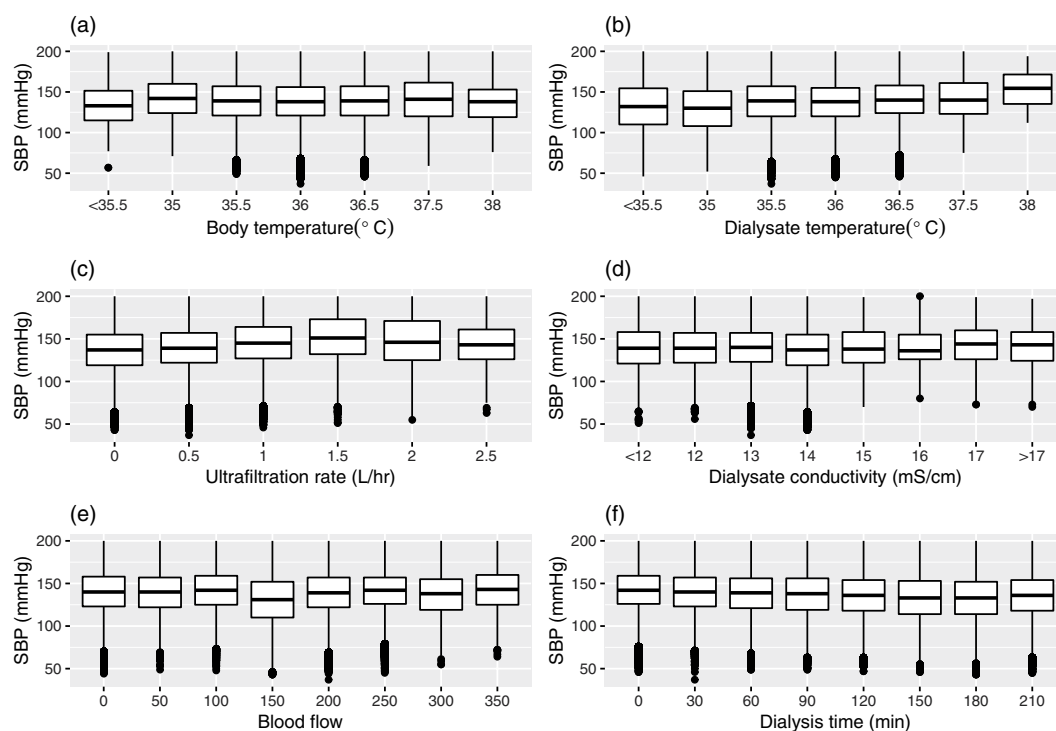 (a)
SBP (mmHg)
200
150
100
50
<35.5 35 35.5 36 36.5 37.5 38
Body temperature(° C)
(b)
SBP (mmHg)
200
150
100
50
<35.5 35 35.5 36 36.5 37.5 38
Dialysate temperature(° C)
(c)
SBP (mmHg)
200
150
100
50
0 0.5 1 1.5 2 2.5
Ultrafiltration rate (L/hr)
(d)
SBP (mmHg)
200
150
100
50
<12 12 13 14 15 16 17 >17
Dialysate conductivity (mS/cm)
(e)
SBP (mmHg)
200
150
100
50
0 50 100 150 200 250 300 350
Blood flow
(f)
SBP (mmHg)
200
150
100
50
0 30 60 90 120 150 180 210
Dialysis time (min)